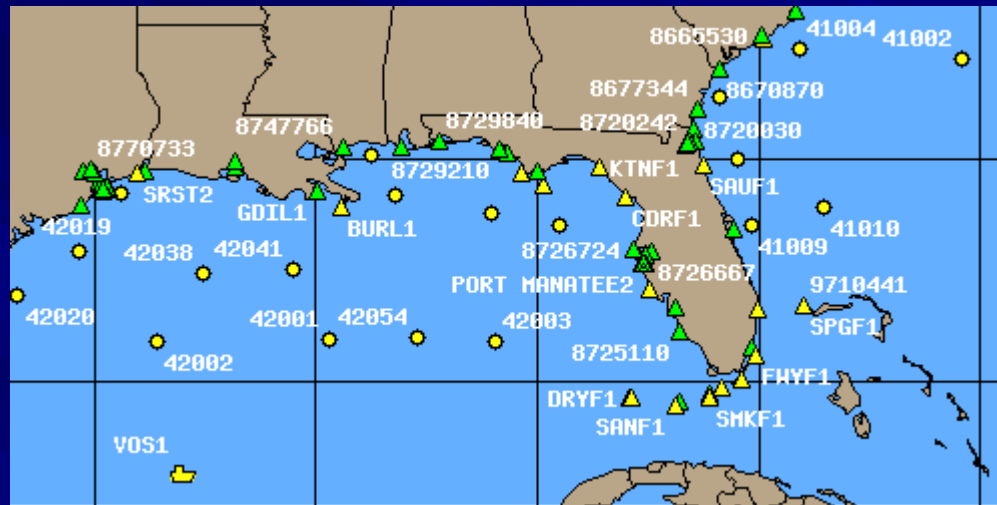 41004
41002
8665530
8677344
8670870
8747766
8729840
8720242
8720030
8770733
8729210
KTNF1
SAUF1
SRST2
GDIL1
BURL1
CDRF1
42019
42038
42041
8726724
41009
41010
8726667
PORT MANATEE2
9710441
42020
42001
42054
42003
SPGF1
42002
8725110
FWYF1
DRYF1
SANF1
SMKF1
VOS1